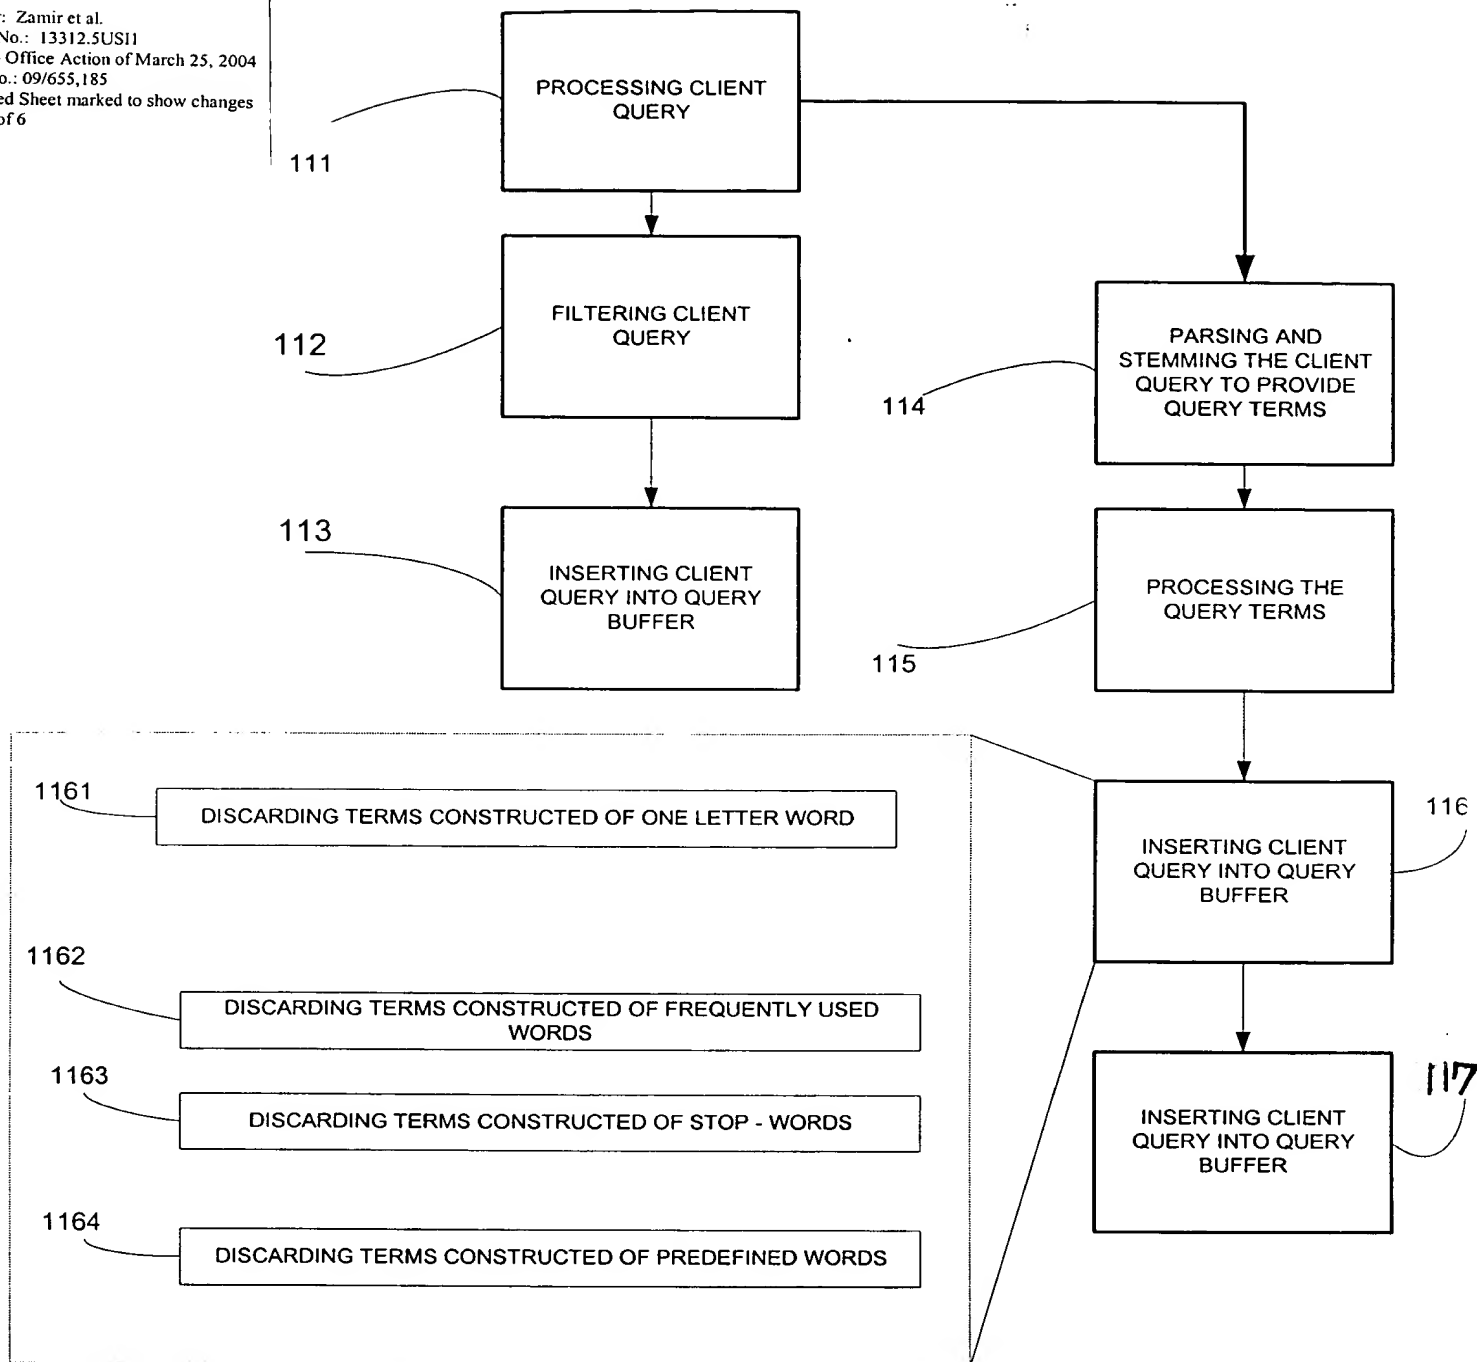 : Zamir et al.
No.: 13312.5USI1
Office Action of March 25, 2004
o.: 09/655,185
ed Sheet marked to show changes
of 6
PROCESSING CLIENT
QUERY
111
FILTERING CLIENT
QUERY
112
PARSING AND
STEMMING THE CLIENT
QUERY TO PROVIDE
QUERY TERMS
114
113
INSERTING CLIENT
QUERY INTO QUERY
BUFFER
PROCESSING THE
QUERY TERMS
115
1161
DISCARDING TERMS CONSTRUCTED OF ONE LETTER WORD
116
INSERTING CLIENT
QUERY INTO QUERY
BUFFER
1162
DISCARDING TERMS CONSTRUCTED OF FREQUENTLY USED
WORDS
1163
DISCARDING TERMS CONSTRUCTED OF STOP - WORDS
117
INSERTING CLIENT
QUERY INTO QUERY
BUFFER
1164
DISCARDING TERMS CONSTRUCTED OF PREDEFINED WORDS